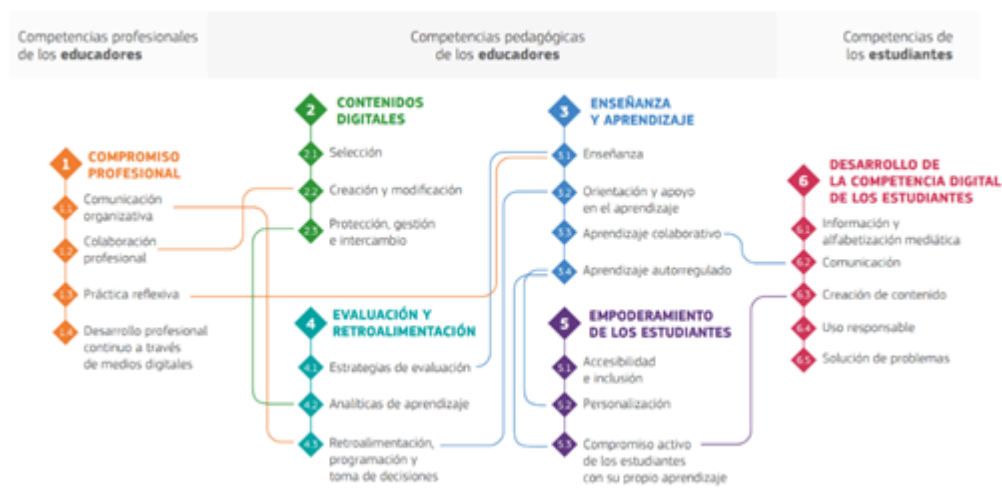 Competencias profesionales
de los educadores
Competencias pedagógicas
de los educadores
Competencias de
los estudiantes
1
COMPROMISO
PROFESIONAL
1.1
Comunicación
organizativa
1.2
Colaboración
profesional
1.3
Práctica reflexiva
1.4
Desarrollo profesional
continuo a través
de medios digitales
2
CONTENIDOS
DIGITALES
2.1
Selección
2.2
Creación y modificación
2.3
Protección, gestión
e intercambio
4
EVALUACIÓN Y
RETROALIMENTACIÓN
4.1
Estrategias de evaluación
4.2
Analíticas de aprendizaje
4.3
Retroalimentación,
programación y
toma de decisiones
3
ENSEÑANZA
Y APRENDIZAJE
3.1
Enseñanza
3.2
Orientación y apoyo
en el aprendizaje
3.3
Aprendizaje colaborativo
3.4
Aprendizaje autorregulado
5
EMPODERAMIENTO
DE LOS ESTUDIANTES
5.1
Accesibilidad
e inclusión
5.2
Personalización
5.3
Compromiso activo
de los estudiantes
con su propio aprendizaje
6
DESARROLLO DE
LA COMPETENCIA DIGITAL
DE LOS ESTUDIANTES
6.1
Información y
alfabetización mediática
6.2
Comunicación
6.3
Creación de contenido
6.4
Uso responsable
6.5
Solución de problemas